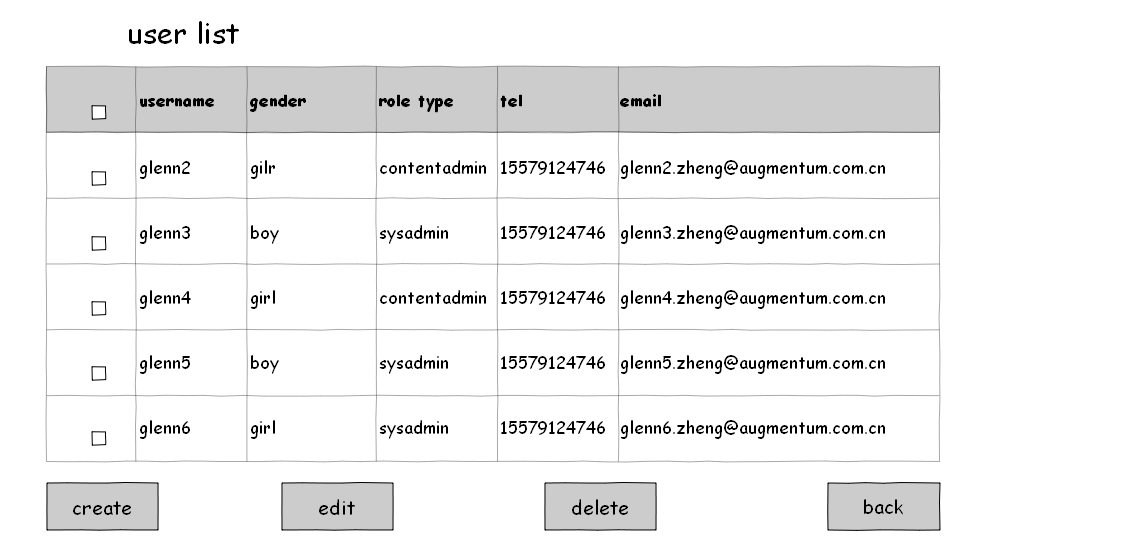 user list
username gender role type tel email
glenn2 gilr contentadmin 15579124746 glenn2.zheng@augmentum.com.cn
glenn3 boy sysadmin 15579124746 glenn3.zheng@augmentum.com.cn
glenn4 girl contentadmin 15579124746 glenn4.zheng@augmentum.com.cn
glenn5 boy sysadmin 15579124746 glenn5.zheng@augmentum.com.cn
glenn6 girl sysadmin 15579124746 glenn6.zheng@augmentum.com.cn
create edit delete back